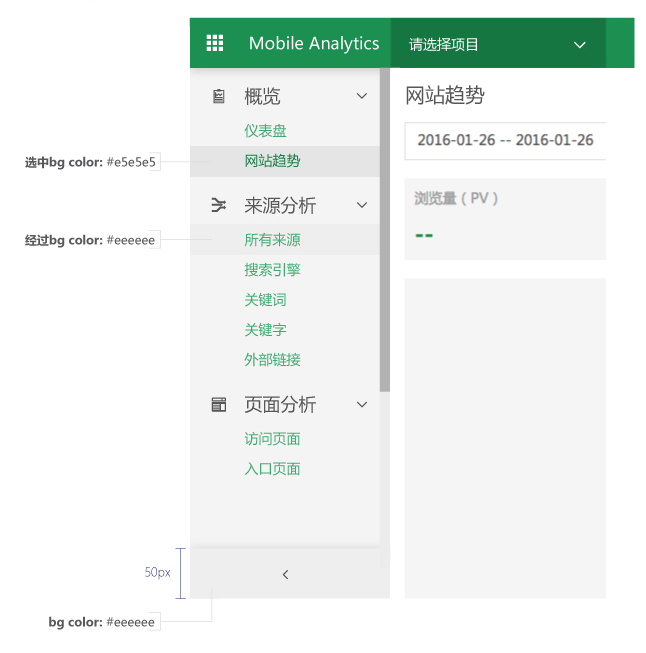 Mobile Analytics
请选择项目
概览
仪表盘
网站趋势
来源分析
所有来源
搜索引擎
关键词
关键字
外部链接
页面分析
访问页面
入口页面
网站趋势
2016-01-26 -- 2016-01-26
浏览量（PV）
--
选中bg color: #e5e5e5
经过bg color: #eeeeee
50px
bg color: #eeeeee